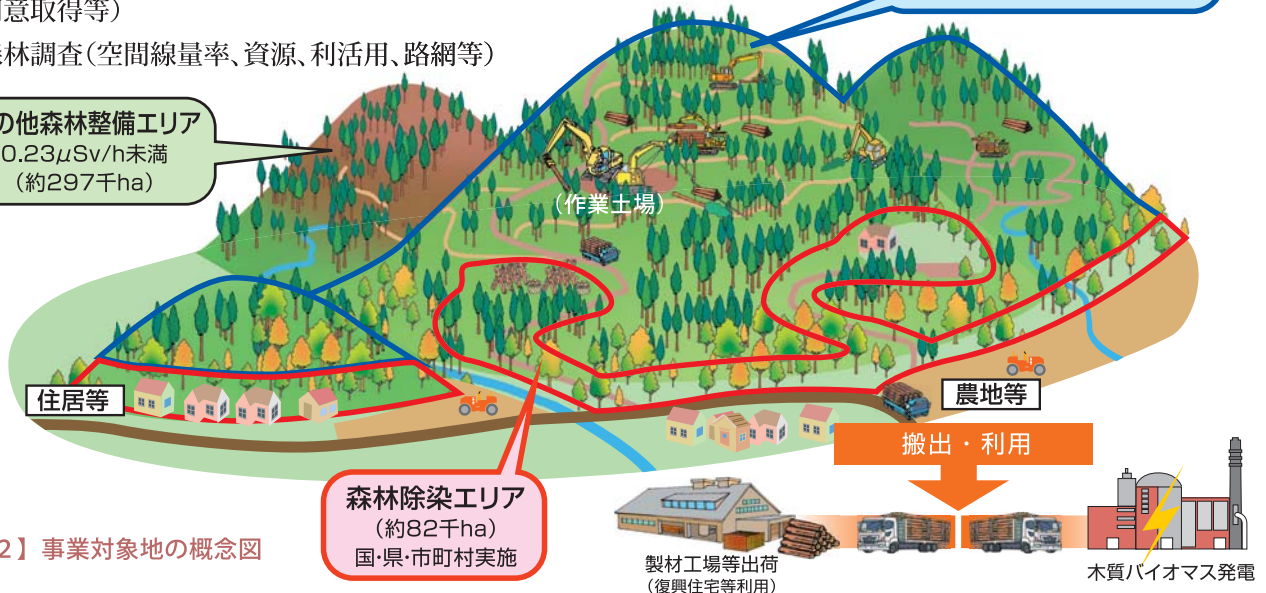 意取得等）
林調査（空間線量率、資源、利活用、路網等）
の他森林整備エリア
0.23μSv/h未満
（約297千ha）
（作業土場）
住居等
農地等
搬出・利用
森林除染エリア
（約82千ha）
国・県・市町村実施
製材工場等出荷
（復興住宅等利用）
木質バイオマス発電
2】事業対象地の概念図